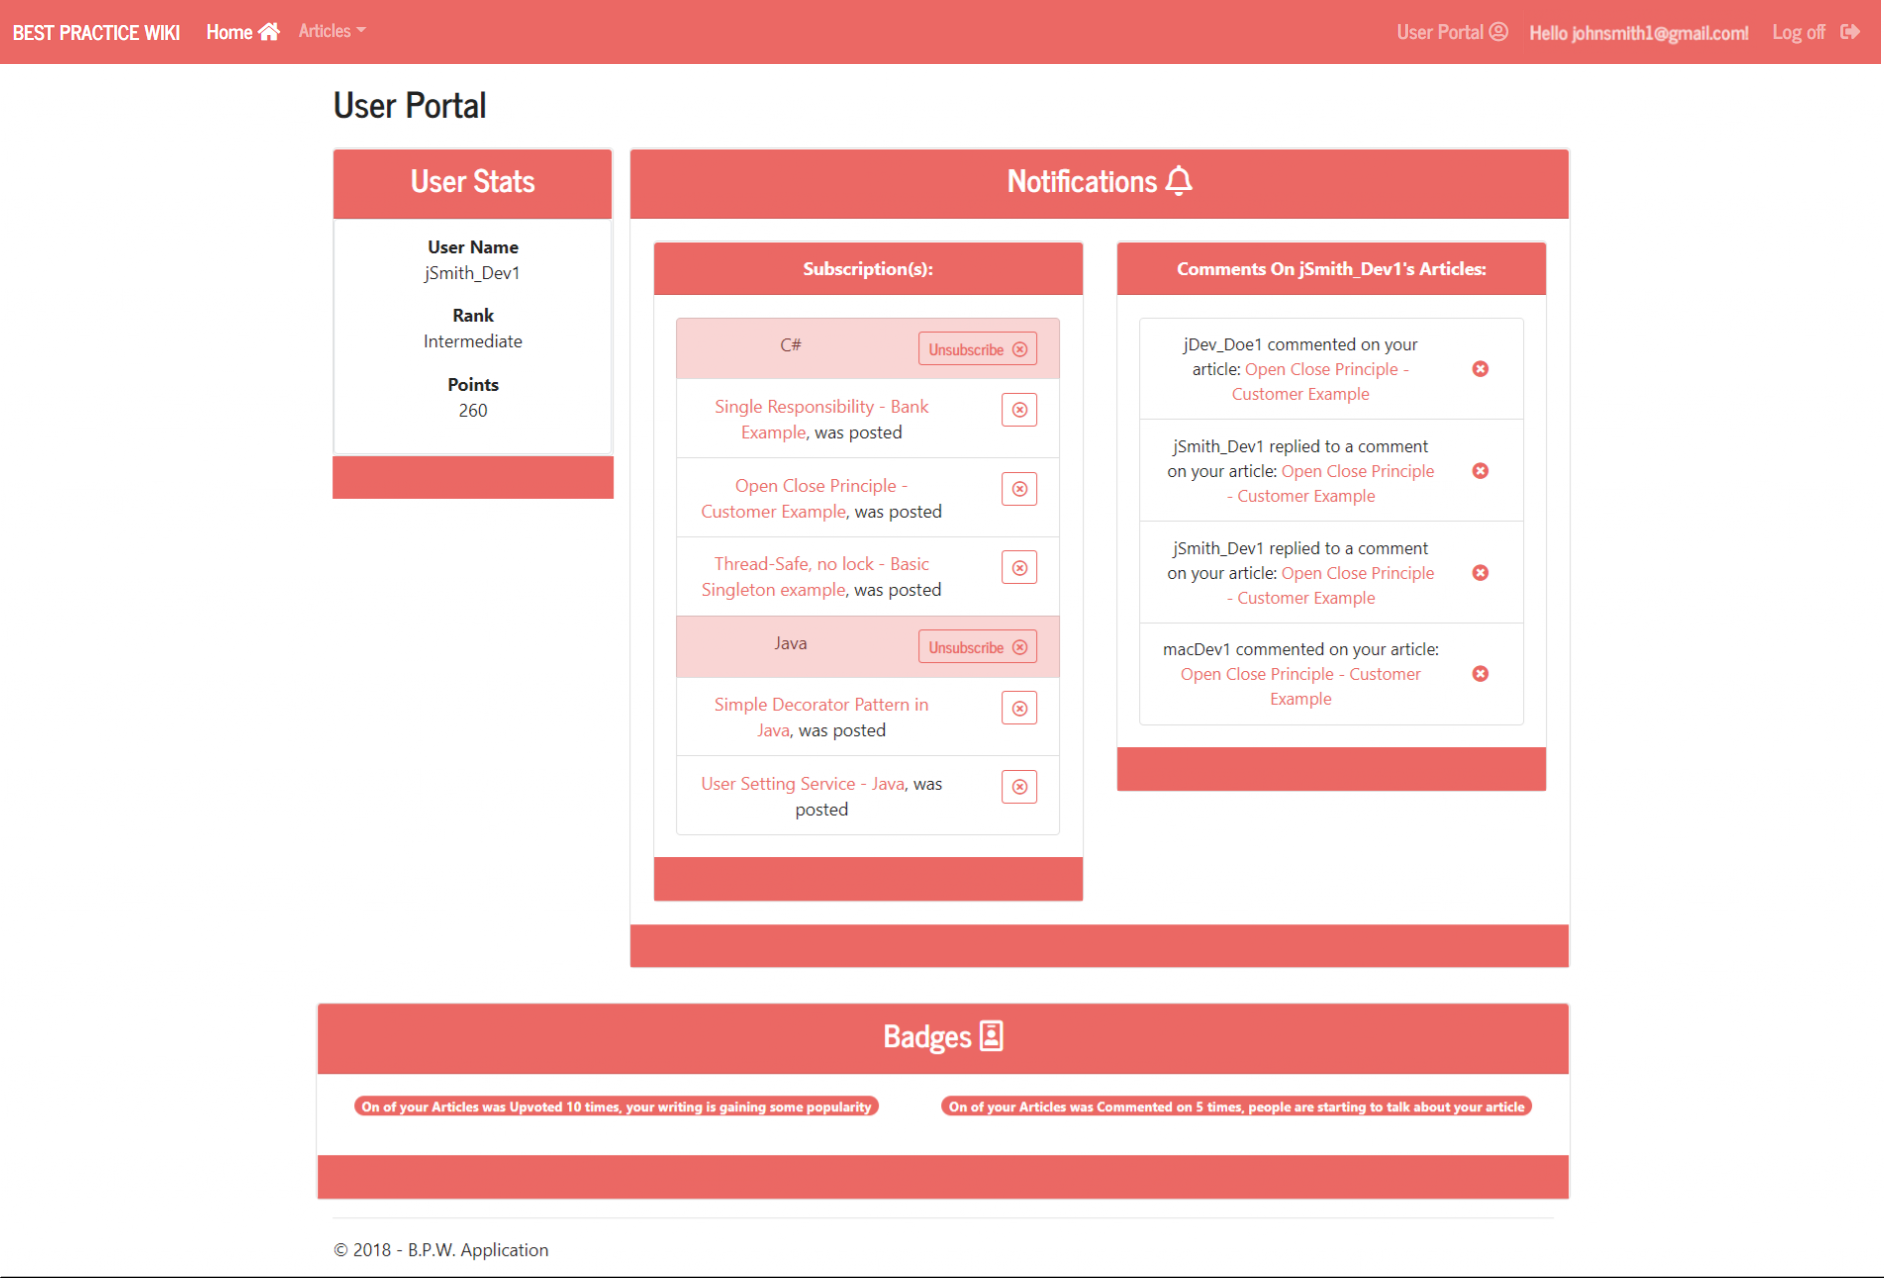 BEST PRACTICE WIKI Home Articles User Portal Hello johnsmith1@gmail.com! Log off
User Portal
User Stats
User Name
jSmith_Dev1
Rank
Intermediate
Points
260
Notifications
Subscription(s):
C# Unsubscribe
Single Responsibility - Bank
Example, was posted
Open Close Principle -
Customer Example, was posted
Thread-Safe, no lock - Basic
Singleton example, was posted
Java Unsubscribe
Simple Decorator Pattern in
Java, was posted
User Setting Service - Java, was
posted
Comments On jSmith_Dev1's Articles:
jDev_Doe1 commented on your
article: Open Close Principle -
Customer Example
jSmith_Dev1 replied to a comment
on your article: Open Close Principle
- Customer Example
jSmith_Dev1 replied to a comment
on your article: Open Close Principle
- Customer Example
macDev1 commented on your article:
Open Close Principle - Customer
Example
Badges
On of your Articles was Upvoted 10 times, your writing is gaining some popularity
On of your Articles was Commented on 5 times, people are starting to talk about your article
© 2018 - B.P.W. Application